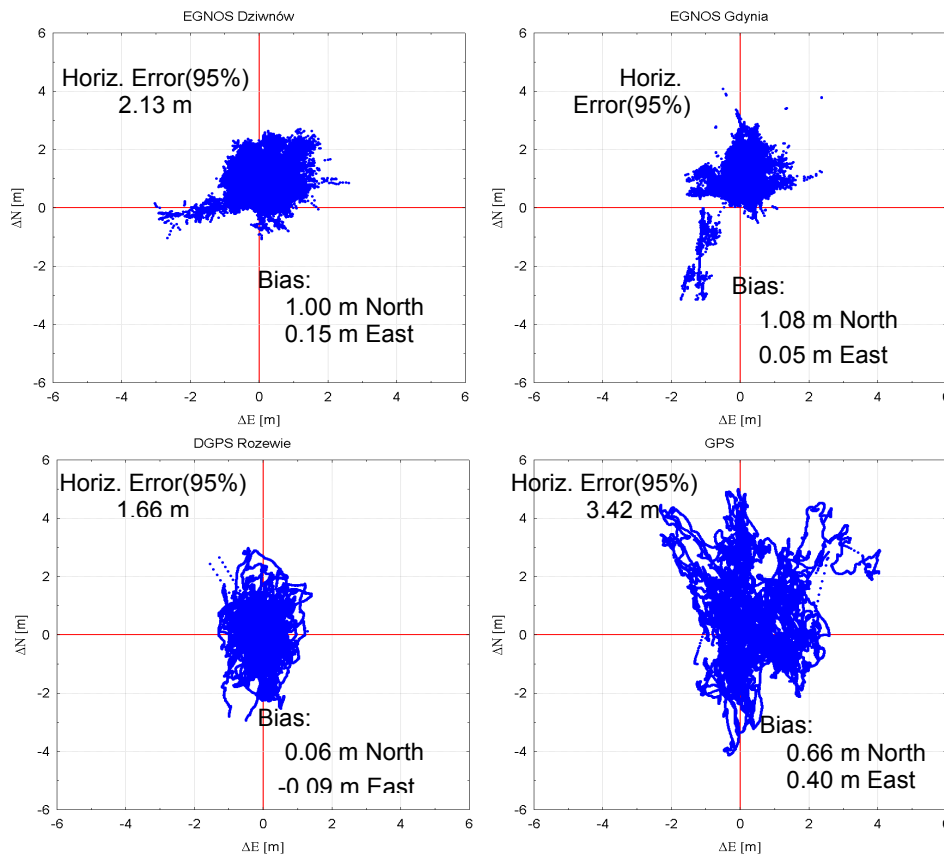 EGNOS Dziwnów
6
4
2
0
-2
-4
-6
ΔN [m]
-6 -4 -2 0 2 4 6
ΔE [m]
Horiz. Error(95%)
2.13 m
Bias:
1.00 m North
0.15 m East
EGNOS Gdynia
6
4
2
0
-2
-4
-6
ΔN [m]
-6 -4 -2 0 2 4 6
ΔE [m]
Horiz.
Error(95%)
Bias:
1.08 m North
0.05 m East
DGPS Rozewie
6
4
2
0
-2
-4
-6
ΔN [m]
-6 -4 -2 0 2 4 6
ΔE [m]
Horiz. Error(95%)
1.66 m
Bias:
0.06 m North
-0.09 m East
GPS
6
4
2
0
-2
-4
-6
ΔN [m]
-6 -4 -2 0 2 4 6
ΔE [m]
Horiz. Error(95%)
3.42 m
Bias:
0.66 m North
0.40 m East